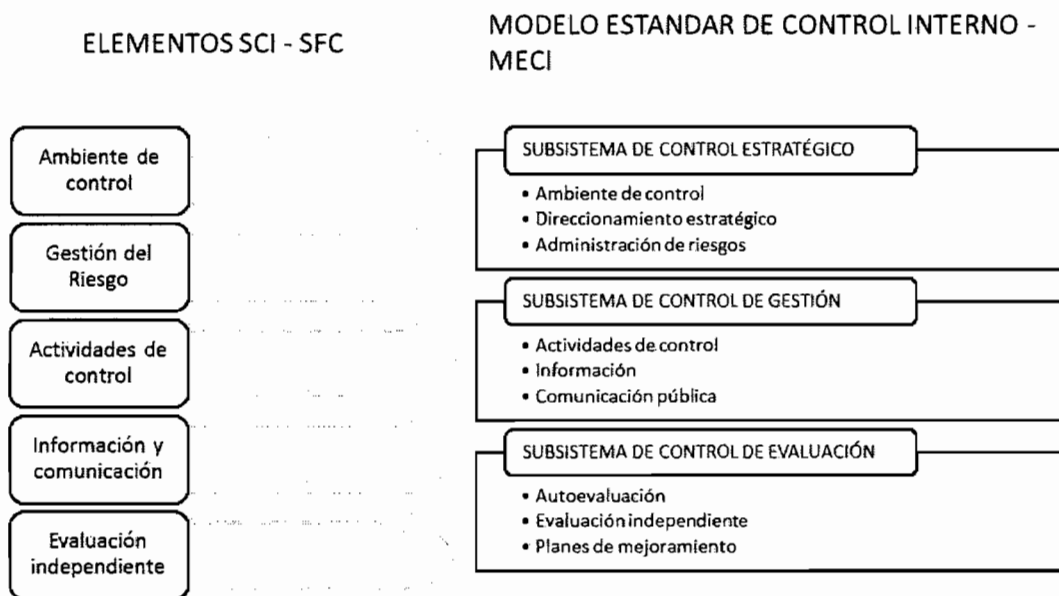 ELEMENTOS SCI - SFC
Ambiente de
control
Gestión del
Riesgo
Actividades de
control
Información y
comunicación
Evaluación
independiente
MODELO ESTANDAR DE CONTROL INTERNO -
MECI
SUBSISTEMA DE CONTROL ESTRATÉGICO
• Ambiente de control
• Direccionamiento estratégico
• Administración de riesgos
SUBSISTEMA DE CONTROL DE GESTIÓN
• Actividades de control
• Información
• Comunicación pública
SUBSISTEMA DE CONTROL DE EVALUACIÓN
• Autoevaluación
• Evaluación independiente
• Planes de mejoramiento